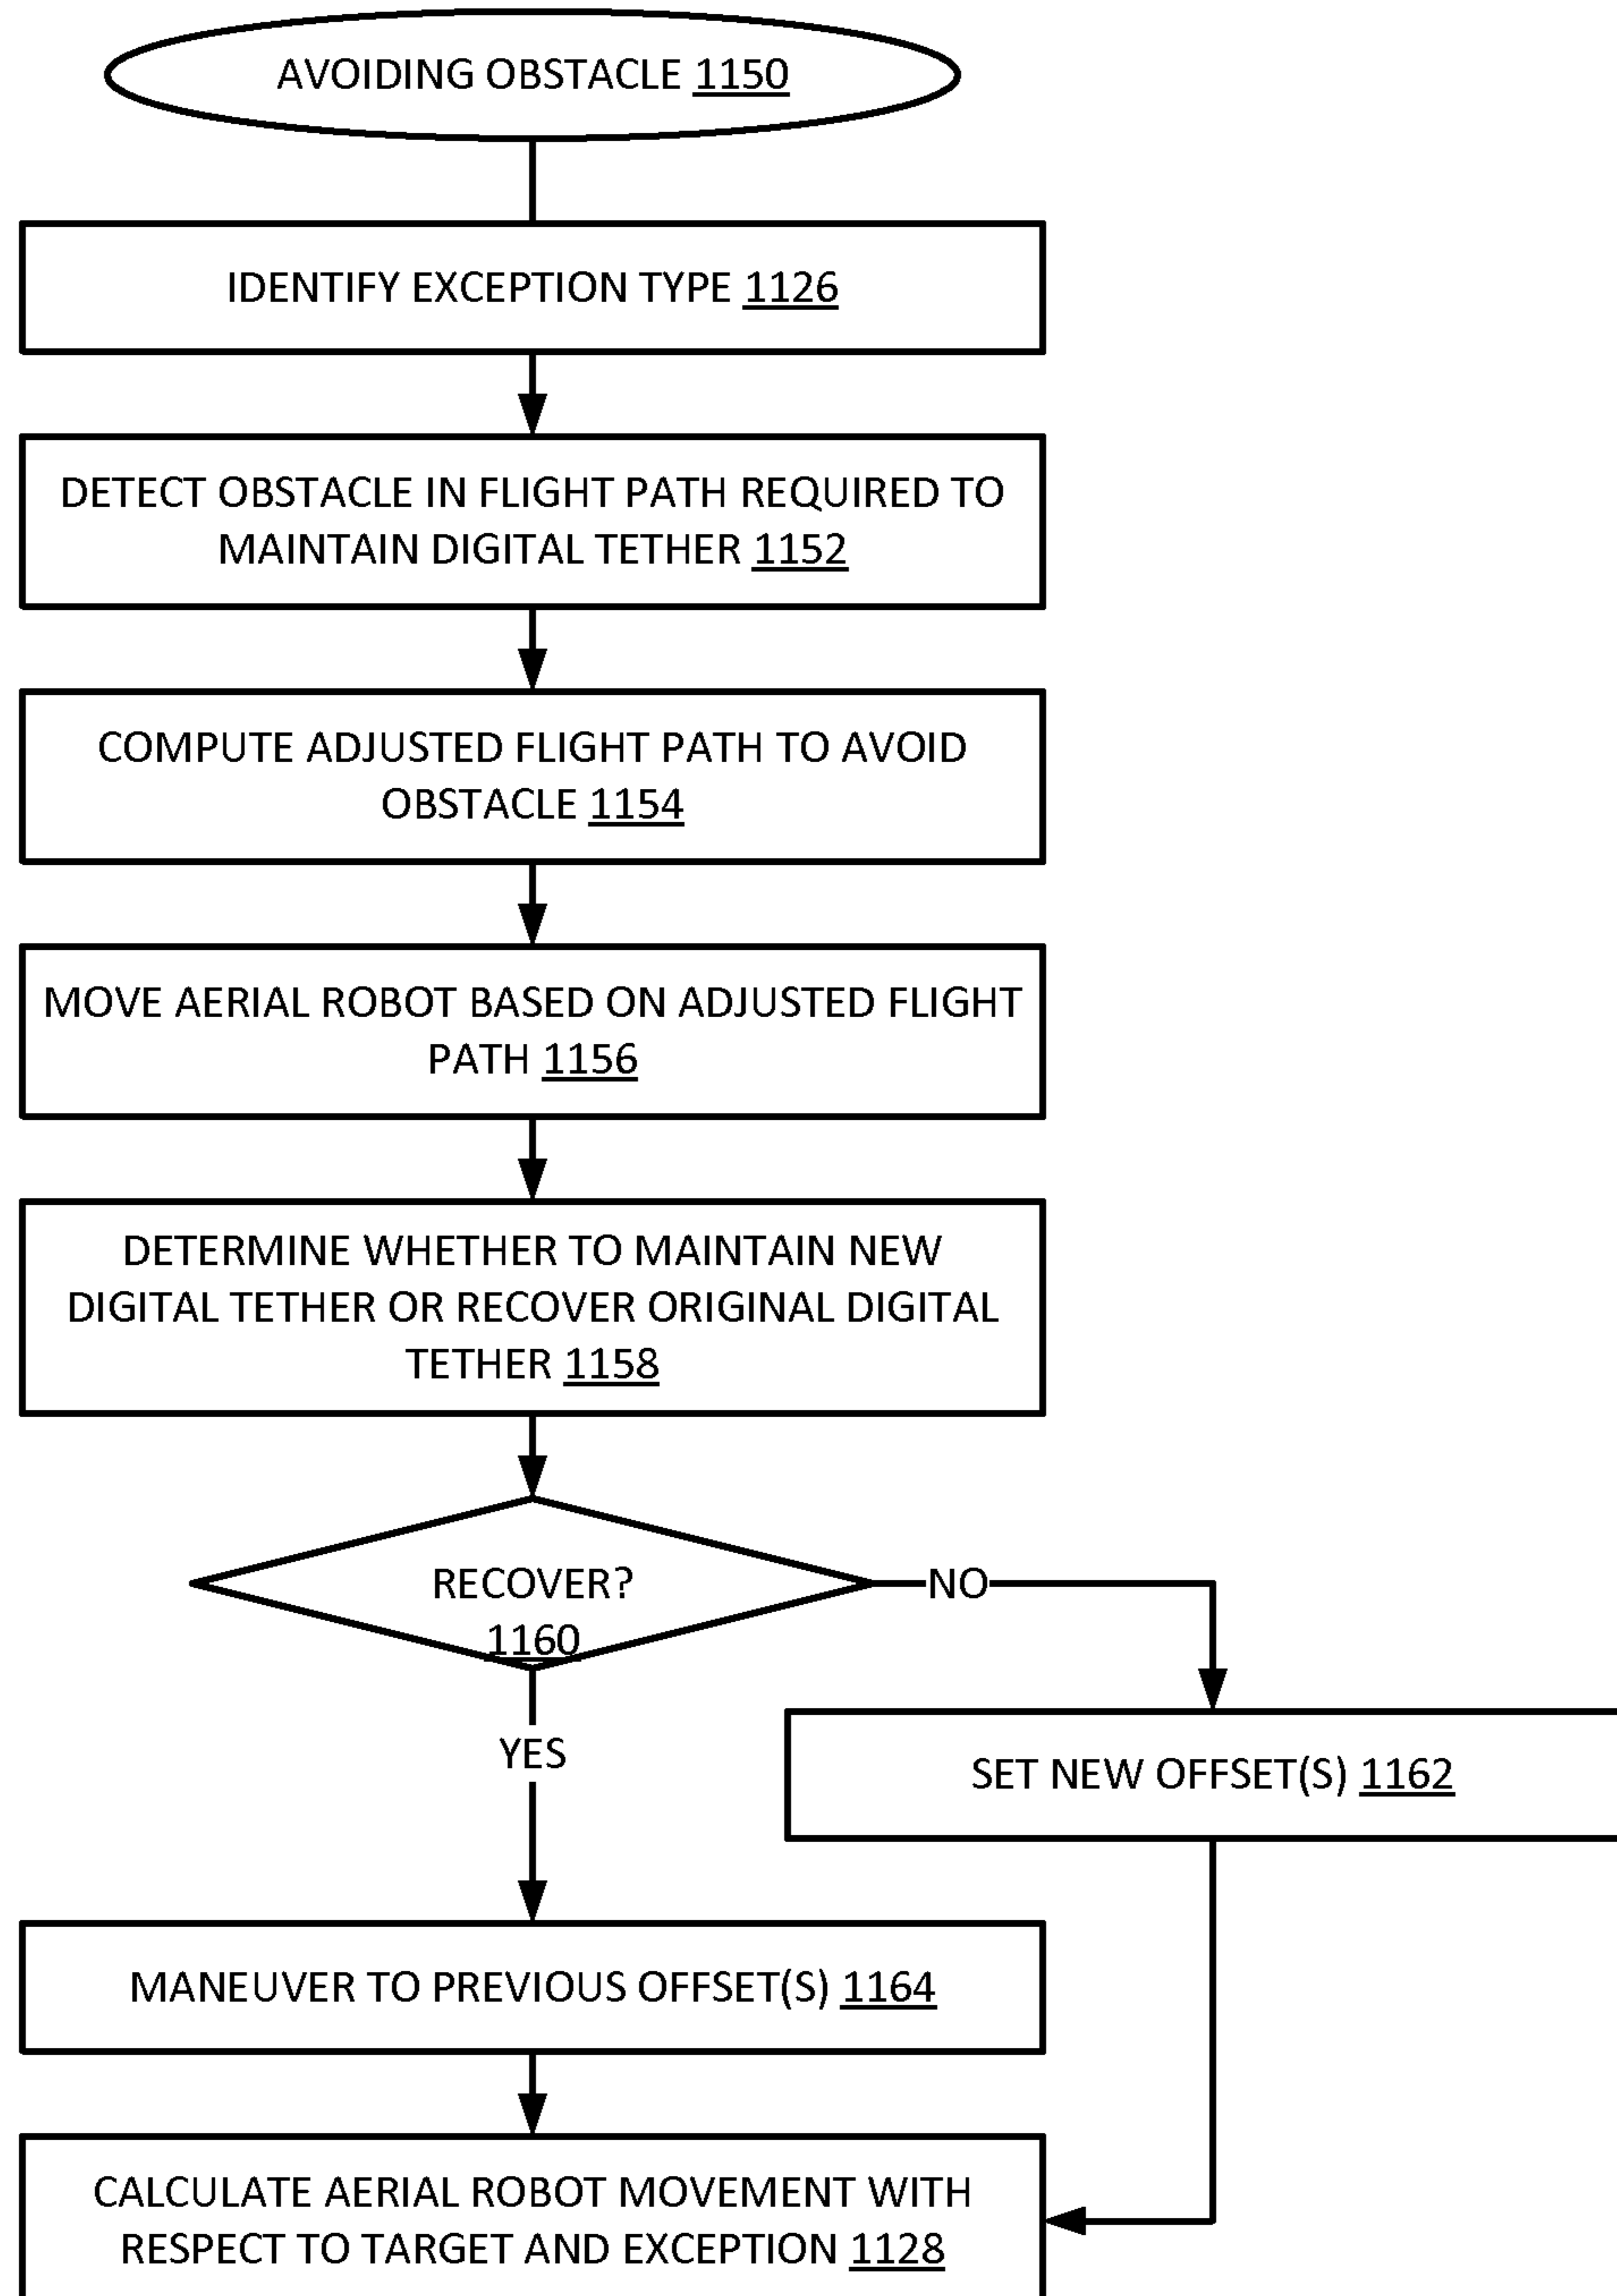 AVOIDING OBSTACLE 1150
IDENTIFY EXCEPTION TYPE 1126
DETECT OBSTACLE IN FLIGHT PATH REQUIRED TO
MAINTAIN DIGITAL TETHER 1152
COMPUTE ADJUSTED FLIGHT PATH TO AVOID
OBSTACLE 1154
MOVE AERIAL ROBOT BASED ON ADJUSTED FLIGHT
PATH 1156
DETERMINE WHETHER TO MAINTAIN NEW
DIGITAL TETHER OR RECOVER ORIGINAL DIGITAL
TETHER 1158
RECOVER?
1160
NO
YES
SET NEW OFFSET(S) 1162
MANEUVER TO PREVIOUS OFFSET(S) 1164
CALCULATE AERIAL ROBOT MOVEMENT WITH
RESPECT TO TARGET AND EXCEPTION 1128